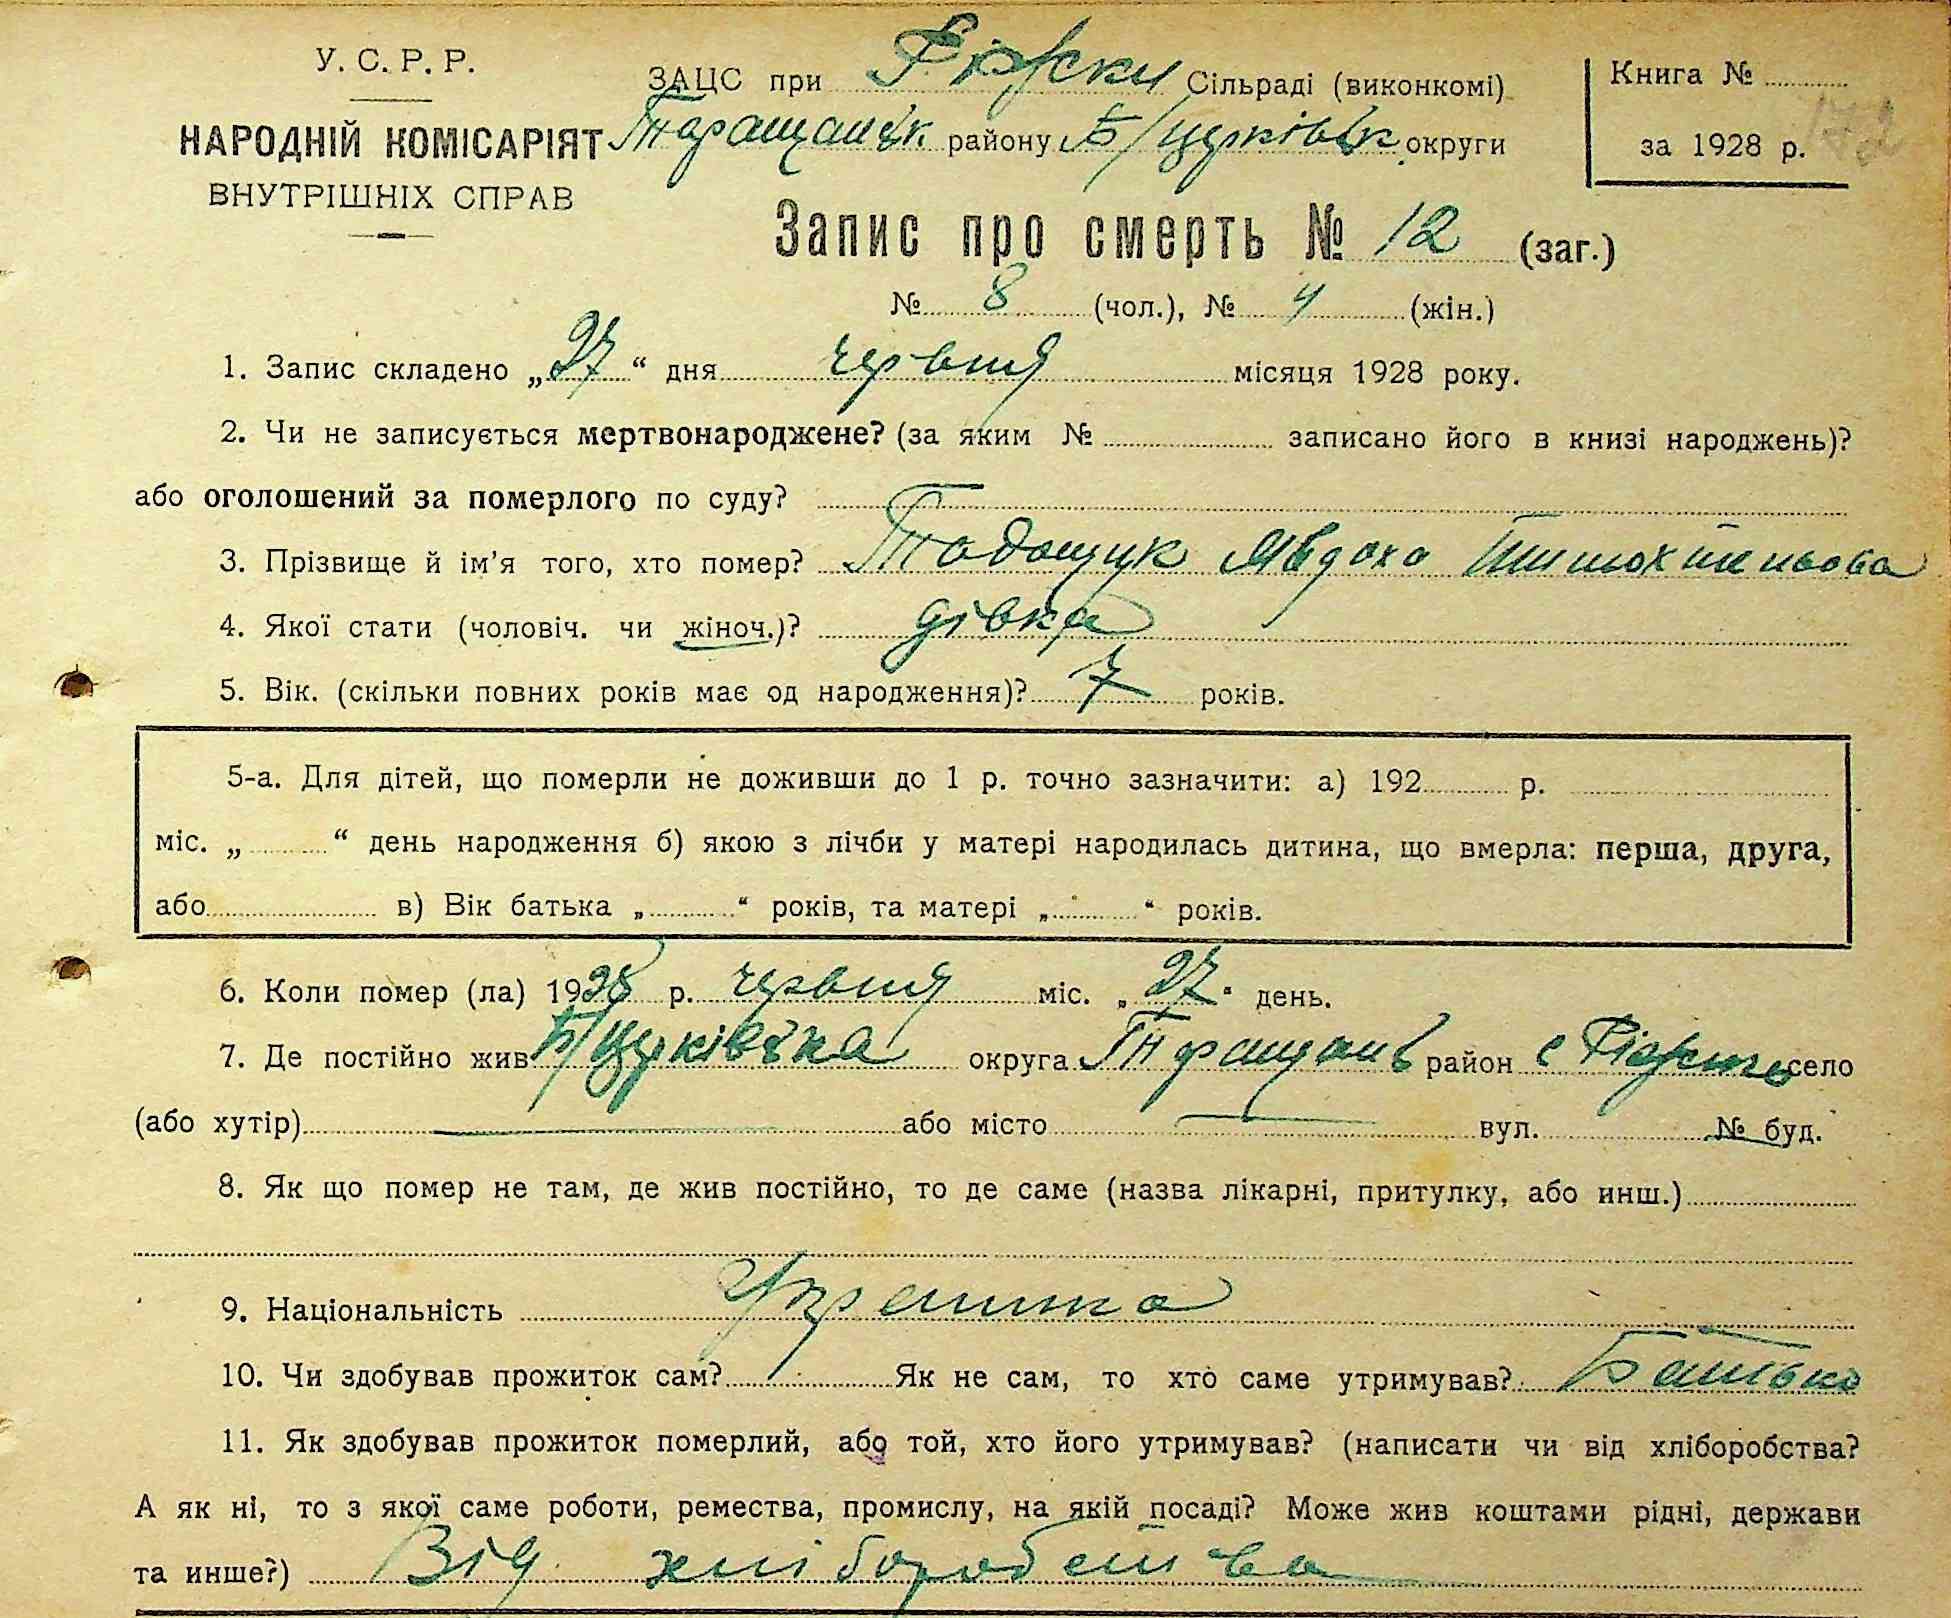 У. С. Р. Р.
НАРОДНІЙ КОМІСАРІЯТ
ВНУТРІШНІХ СПРАВ
ЗАЦС при Ріжки Сільраді (виконкомі)
Таращанськ району Б/церківськ округи
Книга №
за 1928 р.
172
Запис про смерть № 12 (заг.)
№ 8 (чол.), № 4 (жін.)
1. Запис складено „27“ дня червня місяця 1928 року.
2. Чи не записується мертвонароджене? (за яким № записано його в книзі народжень)?
або оголошений за померлого по суду?
3. Прізвище й ім’я того, хто помер? Явдоха
4. Якої стати (чоловіч. чи жіноч.)? дівка
5. Вік. (скільки повних років має од народження)? 7 років.
5-а. Для дітей, що померли не доживши до 1 р. точно зазначити: а) 192 р.
міс. „ “ день народження б) якою з лічби у матері народилась дитина, що вмерла: перша, друга,
або в) Вік батька „ “ років, та матері „ “ років.
6. Коли помер (ла) 1928 р. червня міс. „27“ день.
7. Де постійно жив Б/Церківська округа Таращанс район с Ріжки село
(або хутір) — або місто — вул. № буд.
8. Як що помер не там, де жив постійно, то де саме (назва лікарні, притулку, або инш.)
9. Національність Украінка
10. Чи здобував прожиток сам? Як не сам, то хто саме утримував? Батько
11. Як здобував прожиток померлий, або той, хто його утримував? (написати чи від хліборобства?
А як ні, то з якої саме роботи, ремества, промислу, на якій посаді? Може жив коштами рідні, держави
та инше?) Від хліборобства